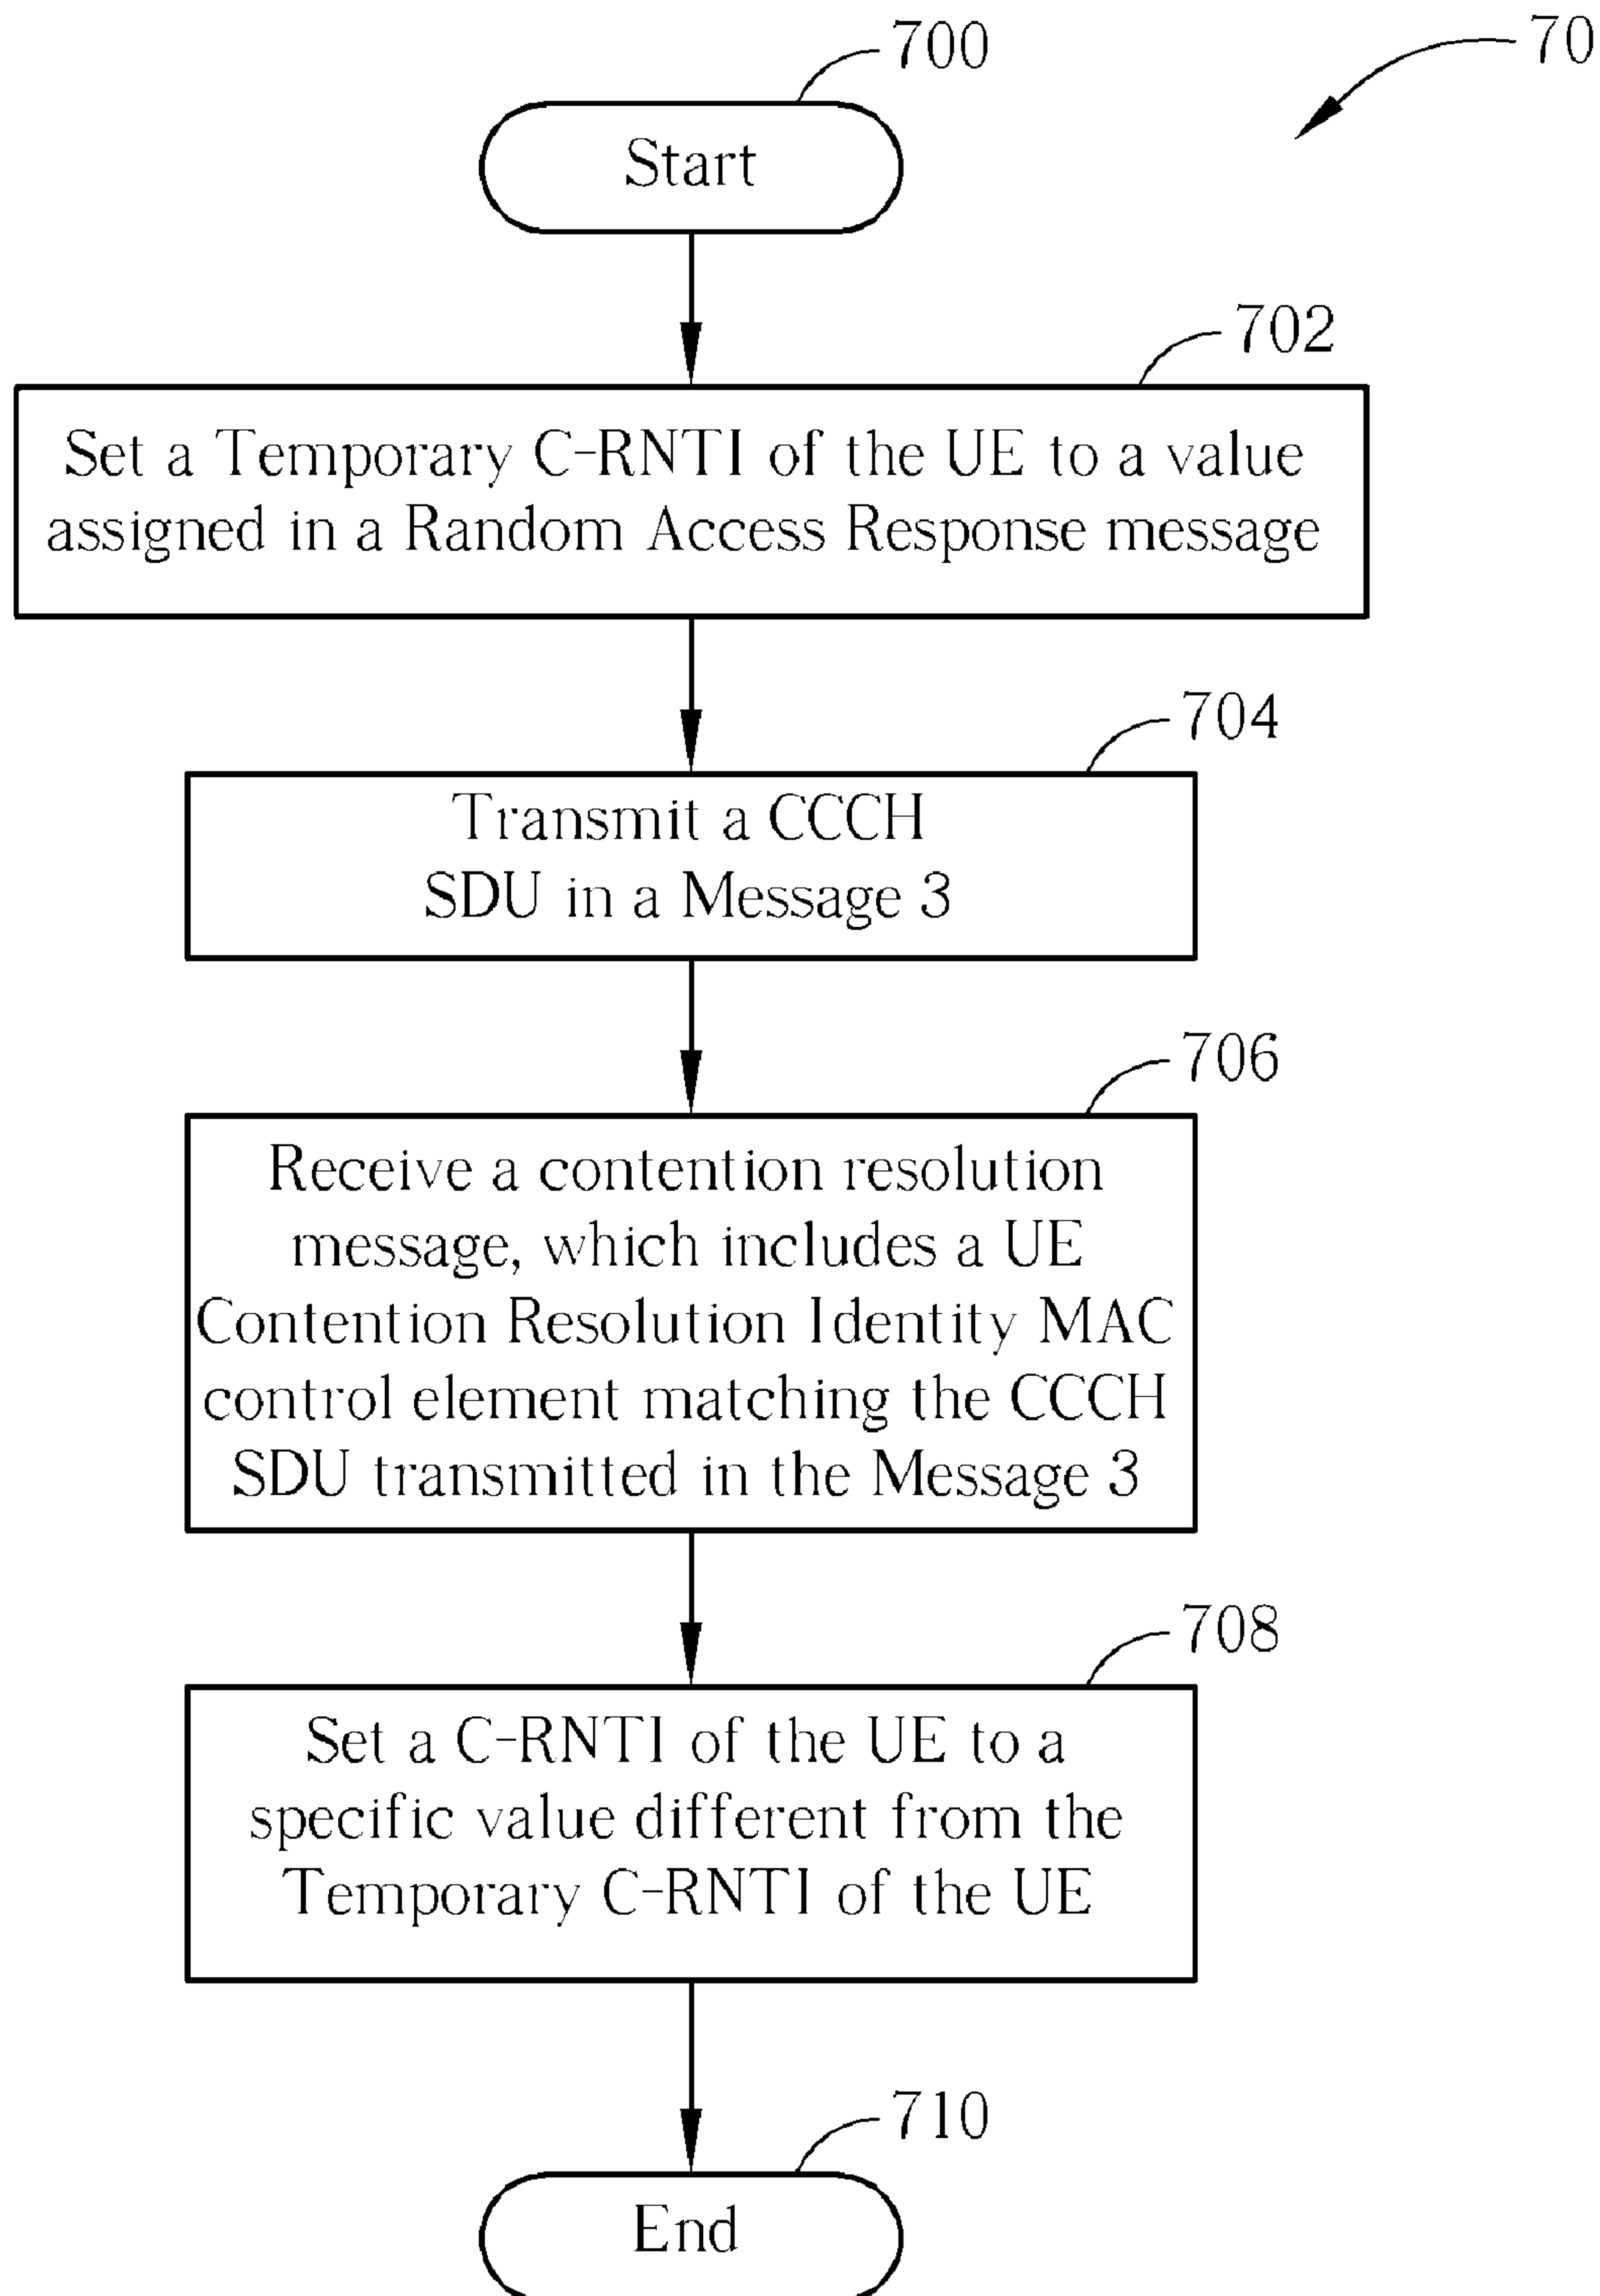 700
70
Start
702
Set a Temporary C-RNTI of the UE to a value
assigned in a Random Access Response message
704
Transmit a CCCH
SDU in a Message 3
706
Receive a contention resolution
message, which includes a UE
Contention Resolution Identity MAC
control element matching the CCCH
SDU transmitted in the Message 3
708
Set a C-RNTI of the UE to a
specific value different from the
Temporary C-RNTI of the UE
710
End